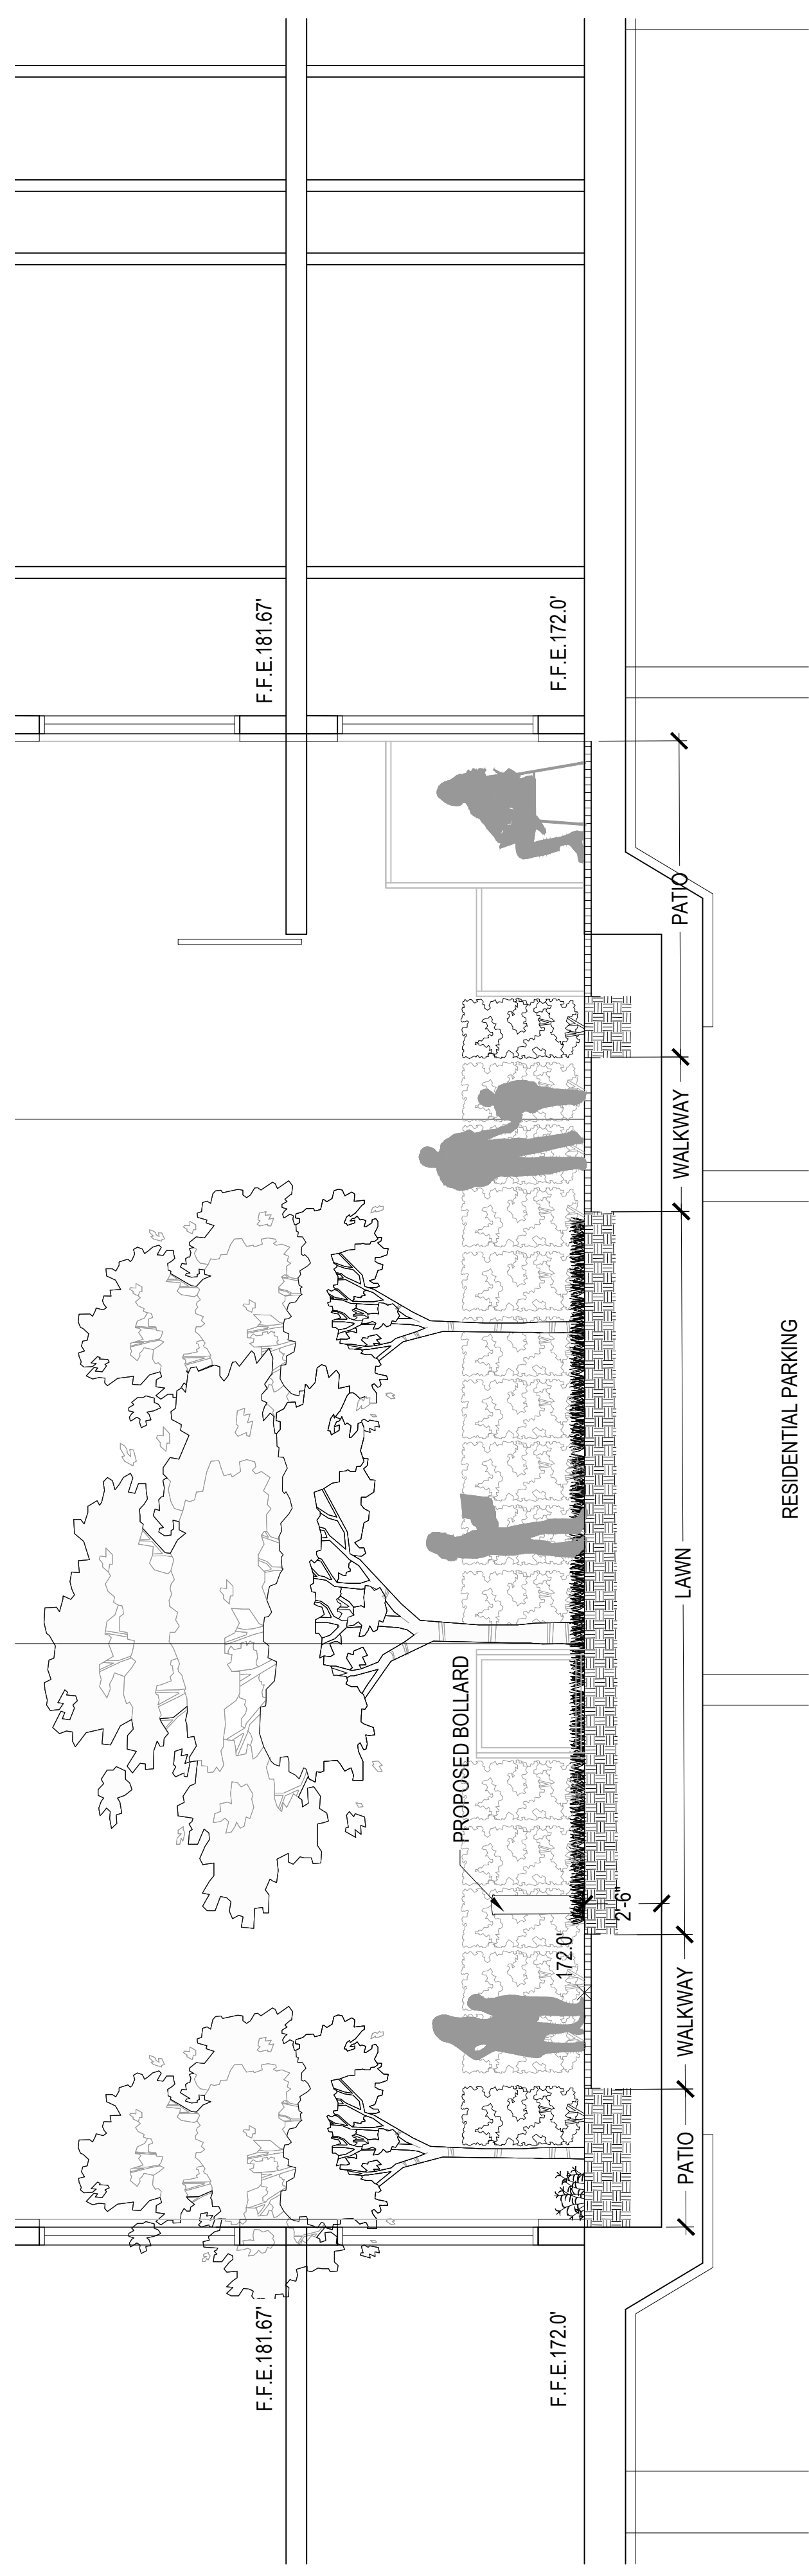 F.F.E.181.67'
F.F.E.181.67'
PROPOSED BOLLARD
F.F.E.172.0'
172.0'
F.F.E.172.0'
2'-6"
PATIO
WALKWAY
LAWN
WALKWAY
PATIO
RESIDENTIAL PARKING